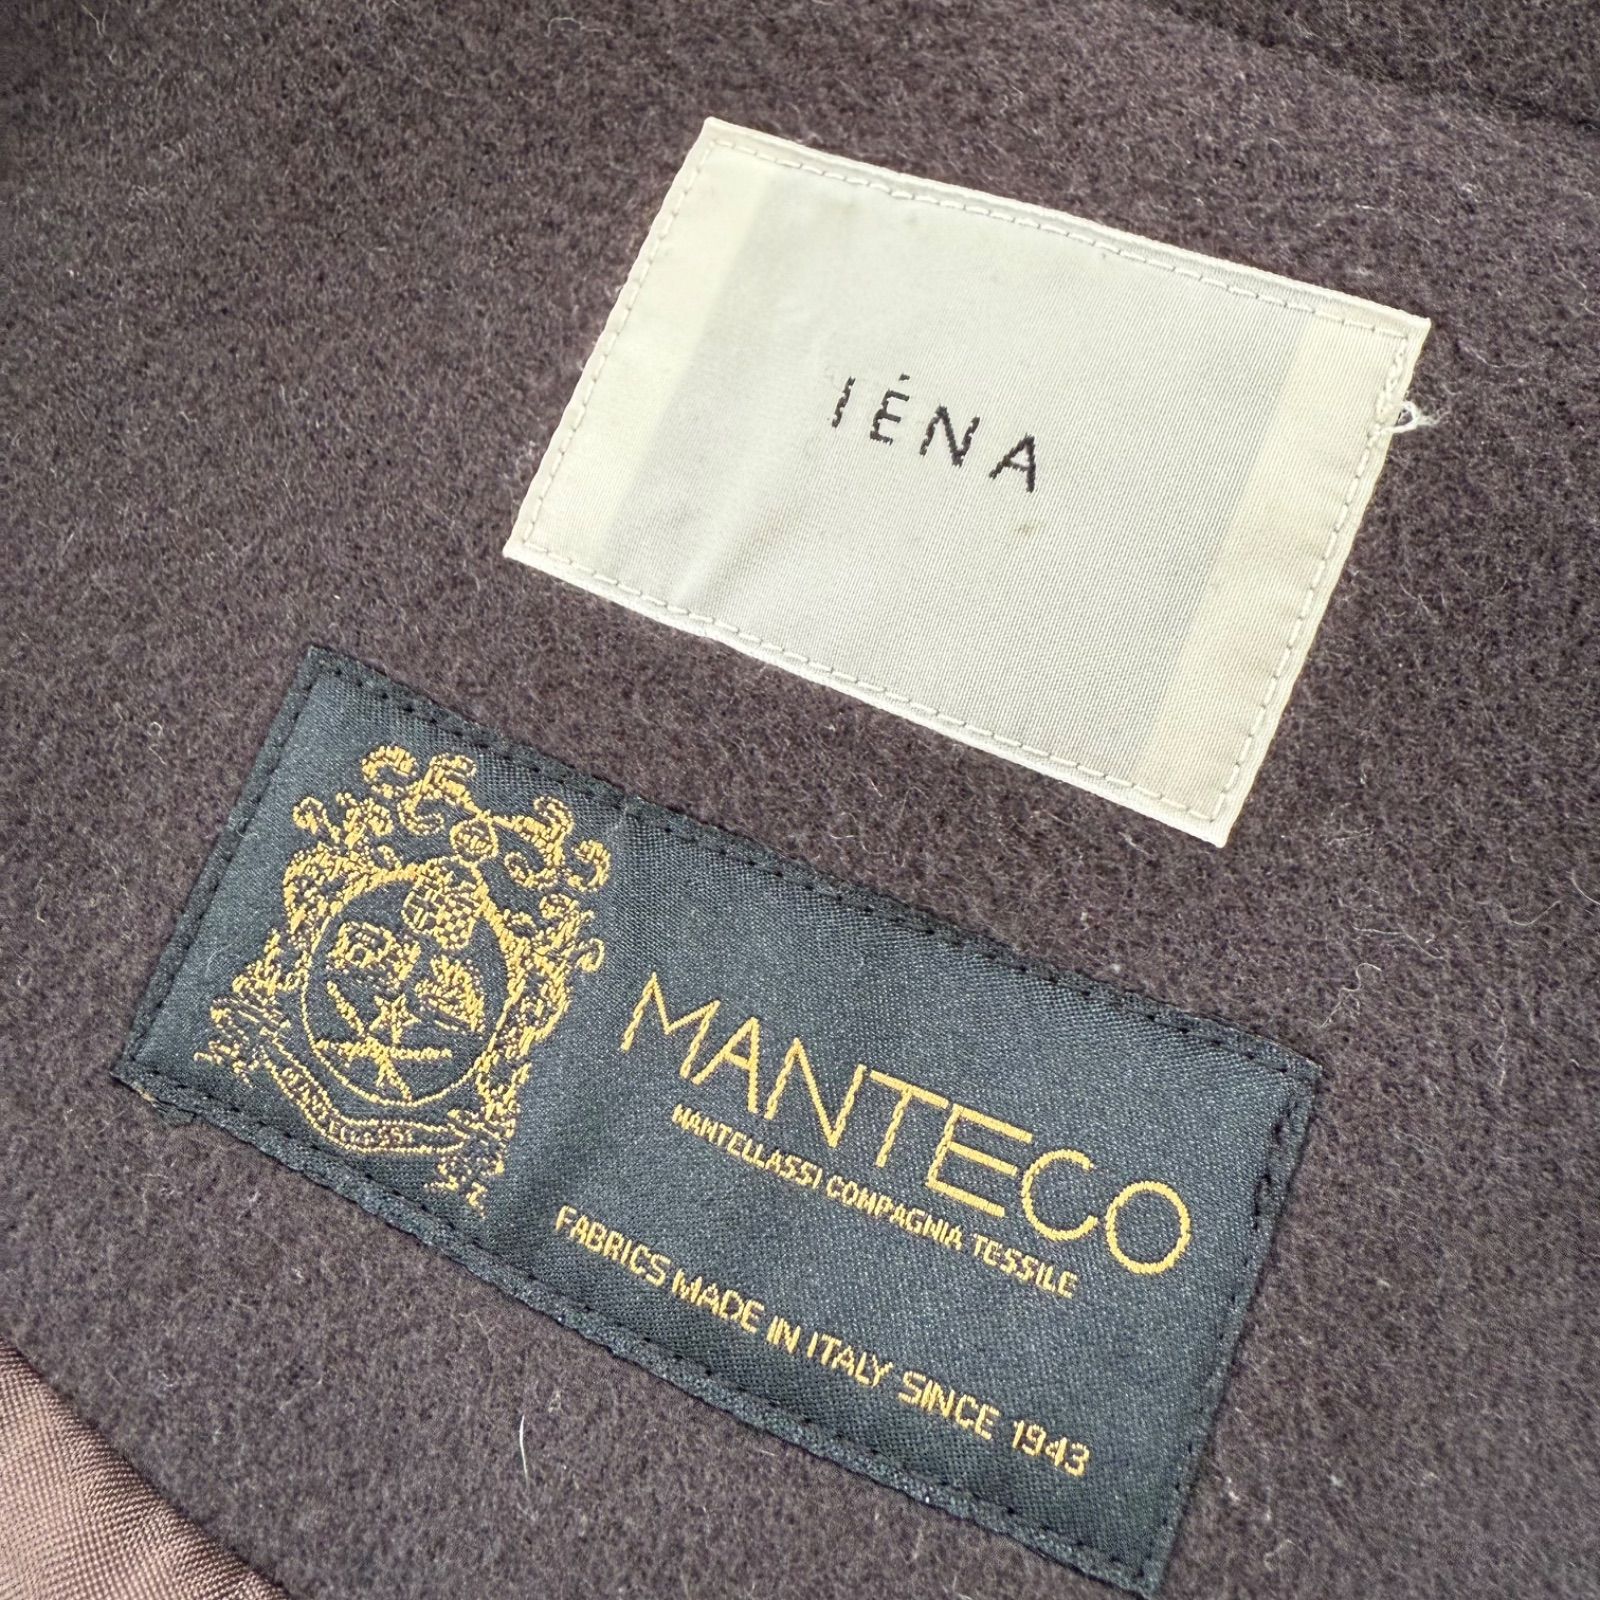 IÉNA
MANTECO
MANTELLASSI COMPAGNIA TESSILE
FABRICS MADE IN ITALY SINCE 1943